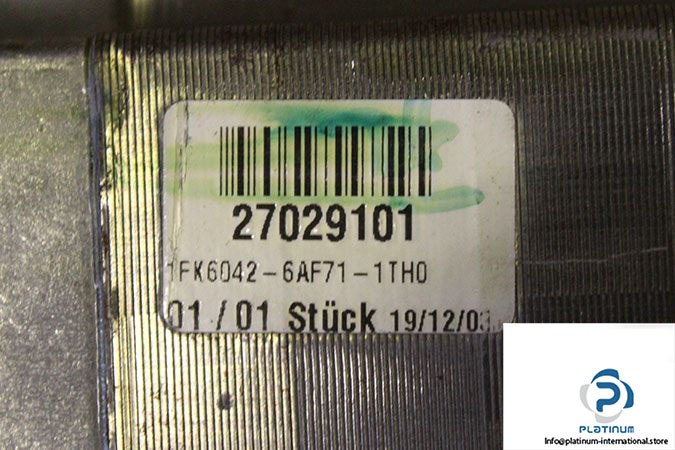 27029101
1FK6042-6AF71-1TH0
01/01 Stück 19/12/03
PLATINUM
Info@platinum-international.store